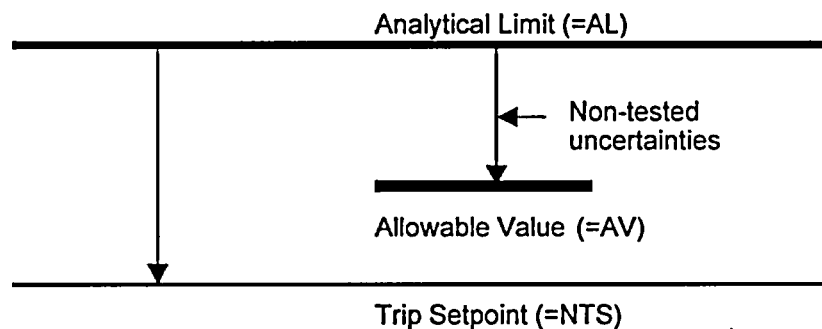 Analytical Limit (=AL)
Non-tested
uncertainties
Allowable Value (=AV)
Trip Setpoint (=NTS)